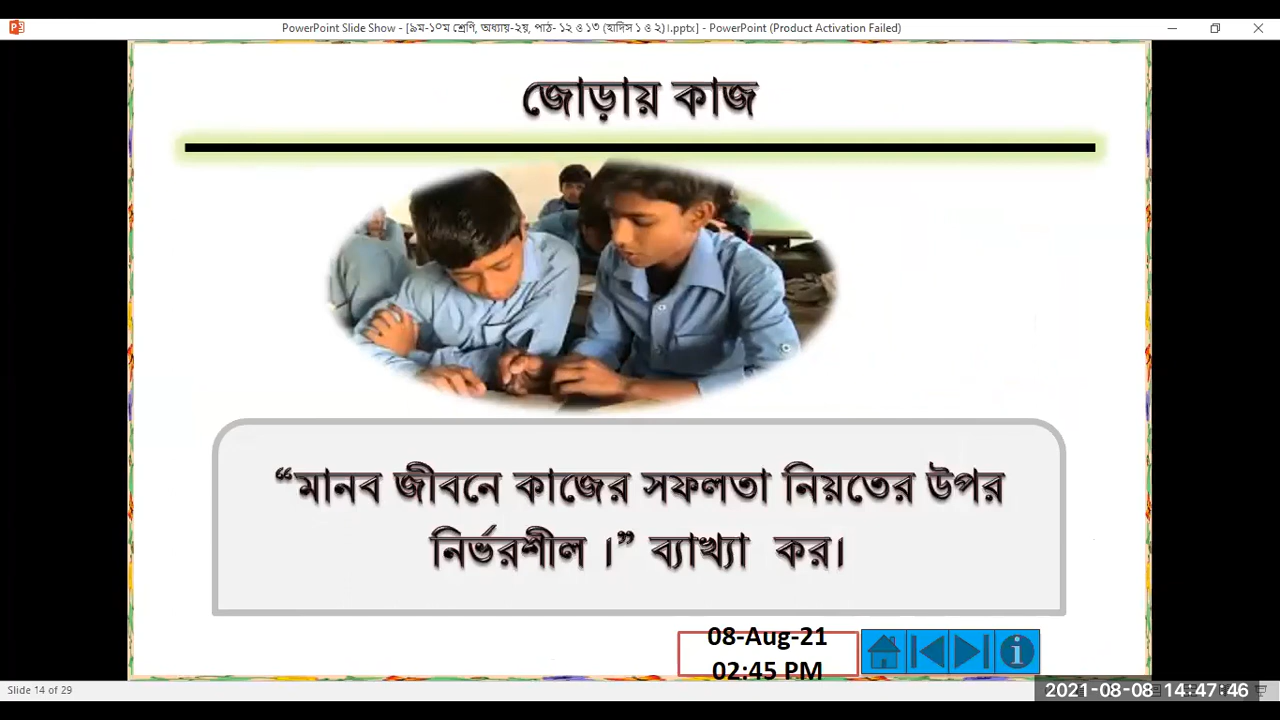 PowerPoint Slide Show - [৯ম-১০ম শ্রেণি, অধ্যায়-২য়, পাঠ- ১২ ও ১৩ (হাদিস ১ ও ২)।.pptx] - PowerPoint (Product Activation Failed)
জোড়ায় কাজ
“মানব জীবনে কাজের সফলতা নিয়তের উপর
নির্ভরশীল ।” ব্যাখ্যা কর।
08-Aug-21
02:45 PM
Slide 14 of 29
2021-08-08 14:47:46